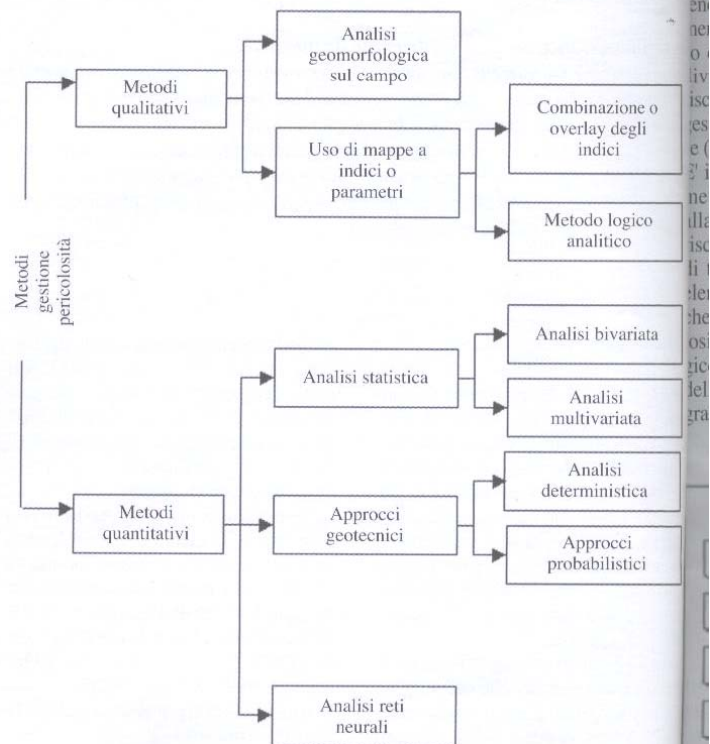 Analisi
geomorfologica
sul campo
Metodi
qualitativi
Uso di mappe a
indici o
parametri
Combinazione o
overlay degli
indici
Metodo logico
analitico
Metodi
gestione
pericolosità
Analisi statistica
Analisi bivariata
Analisi
multivariata
Metodi
quantitativi
Approcci
geotecnici
Analisi
deterministica
Approcci
probabilistici
Analisi reti
neurali